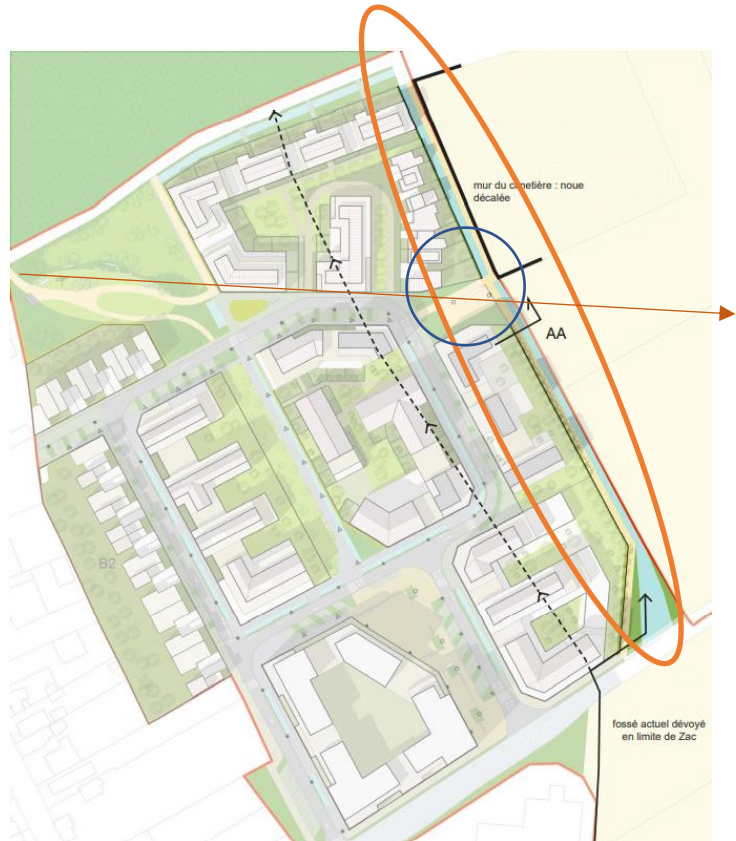 mur du cimetière : noue
décalée
AA
B2
fossé actuel dévoyé
en limite de Zac